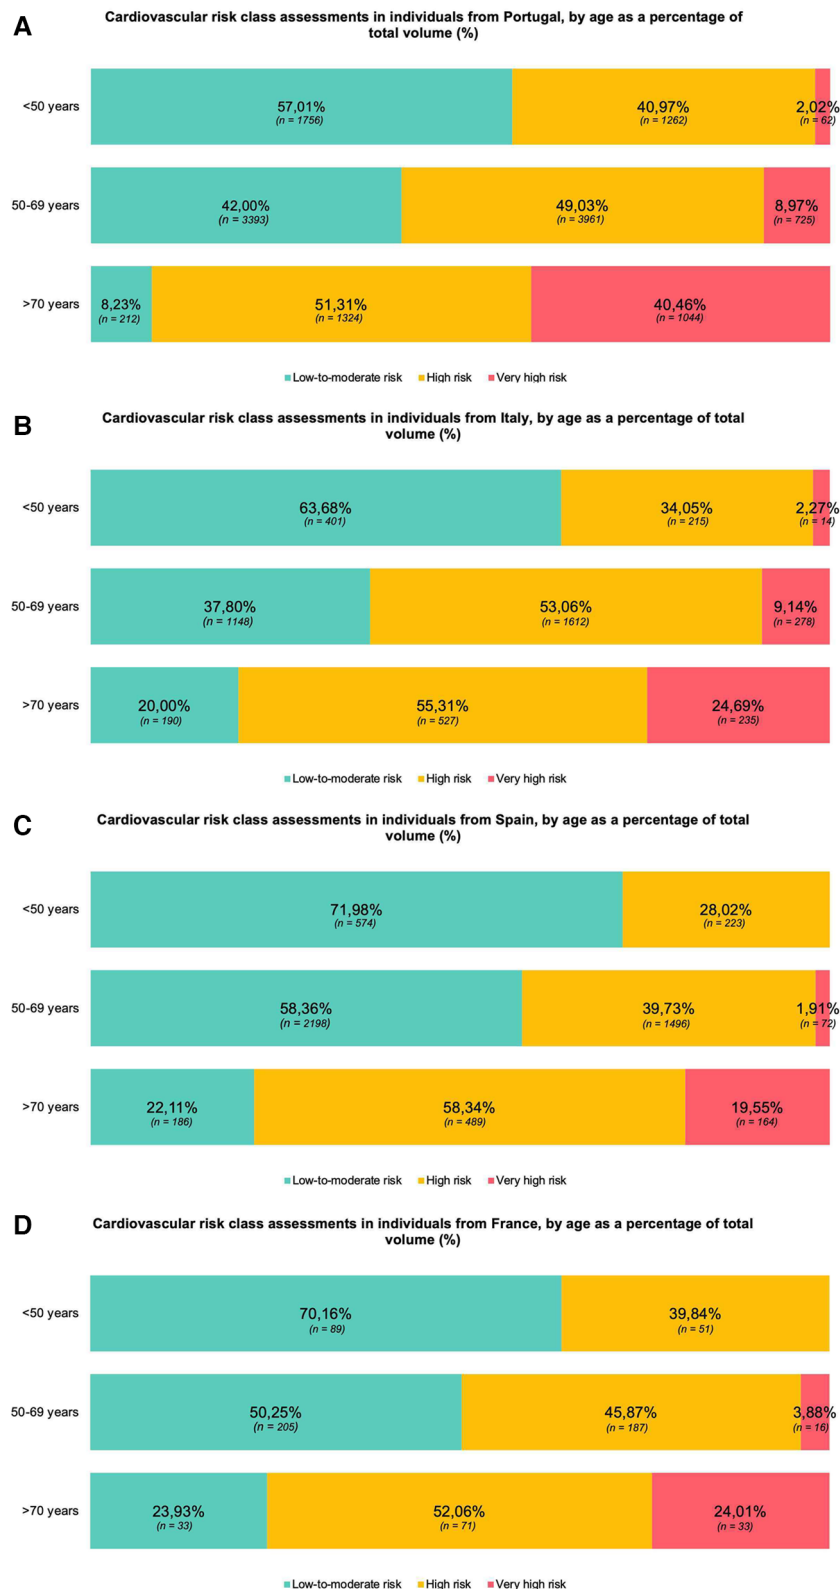 A
Cardiovascular risk class assessments in individuals from Portugal, by age as a percentage of
total volume (%)
<50 years
57,01%
(n = 1756)
40,97%
(n = 1262)
2,02%
(n = 62)
50-69 years
42,00%
(n = 3393)
49,03%
(n = 3961)
8,97%
(n = 725)
>70 years
8,23%
(n = 212)
51,31%
(n = 1324)
40,46%
(n = 1044)
Low-to-moderate risk High risk Very high risk
B
Cardiovascular risk class assessments in individuals from Italy, by age as a percentage of total
volume (%)
<50 years
63,68%
(n = 401)
34,05%
(n = 215)
2,27%
(n = 14)
50-69 years
37,80%
(n = 1148)
53,06%
(n = 1612)
9,14%
(n = 278)
>70 years
20,00%
(n = 190)
55,31%
(n = 527)
24,69%
(n = 235)
Low-to-moderate risk High risk Very high risk
C
Cardiovascular risk class assessments in individuals from Spain, by age as a percentage of total
volume (%)
<50 years
71,98%
(n = 574)
28,02%
(n = 223)
50-69 years
58,36%
(n = 2198)
39,73%
(n = 1496)
1,91%
(n = 72)
>70 years
22,11%
(n = 186)
58,34%
(n = 489)
19,55%
(n = 164)
Low-to-moderate risk High risk Very high risk
D
Cardiovascular risk class assessments in individuals from France, by age as a percentage of total
volume (%)
<50 years
70,16%
(n = 89)
39,84%
(n = 51)
50-69 years
50,25%
(n = 205)
45,87%
(n = 187)
3,88%
(n = 16)
>70 years
23,93%
(n = 33)
52,06%
(n = 71)
24,01%
(n = 33)
Low-to-moderate risk High risk Very high risk